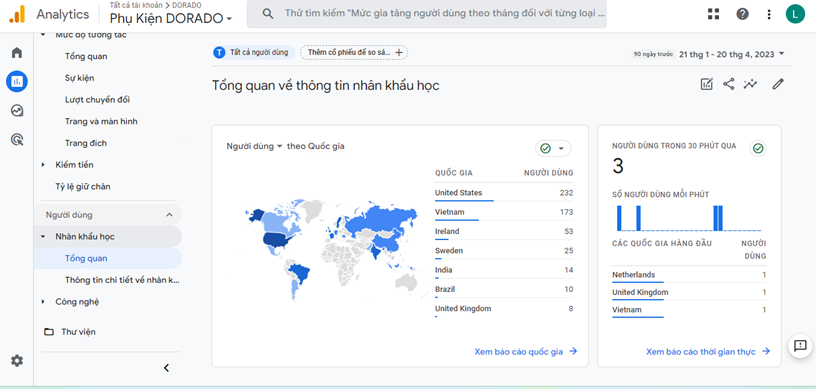 Analytics
Tất cả tài khoản > DORADO
Phụ Kiện DORADO
Thử tìm kiếm "Mức gia tăng người dùng theo tháng đối với từng loại ...
L
Mức độ tương tác
Tổng quan
Sự kiện
Lượt chuyển đổi
Trang và màn hình
Trang đích
Kiếm tiền
Tỷ lệ giữ chân
Người dùng
Nhân khẩu học
Tổng quan
Thông tin chi tiết về nhân k...
Công nghệ
Thư viện
T Tất cả người dùng
Thêm cố phiếu để so sá... +
90 ngày trước 21 thg 1 - 20 thg 4, 2023
Tổng quan về thông tin nhân khẩu học
Người dùng theo Quốc gia
QUỐC GIA NGƯỜI DÙNG
United States 232
Vietnam 173
Ireland 53
Sweden 25
India 14
Brazil 10
United Kingdom 8
Xem báo cáo quốc gia
NGƯỜI DÙNG TRONG 30 PHÚT QUA
3
SỐ NGƯỜI DÙNG MỖI PHÚT
CÁC QUỐC GIA HÀNG ĐẦU NGƯỜI DÙNG
Netherlands 1
United Kingdom 1
Vietnam 1
Xem báo cáo thời gian thực